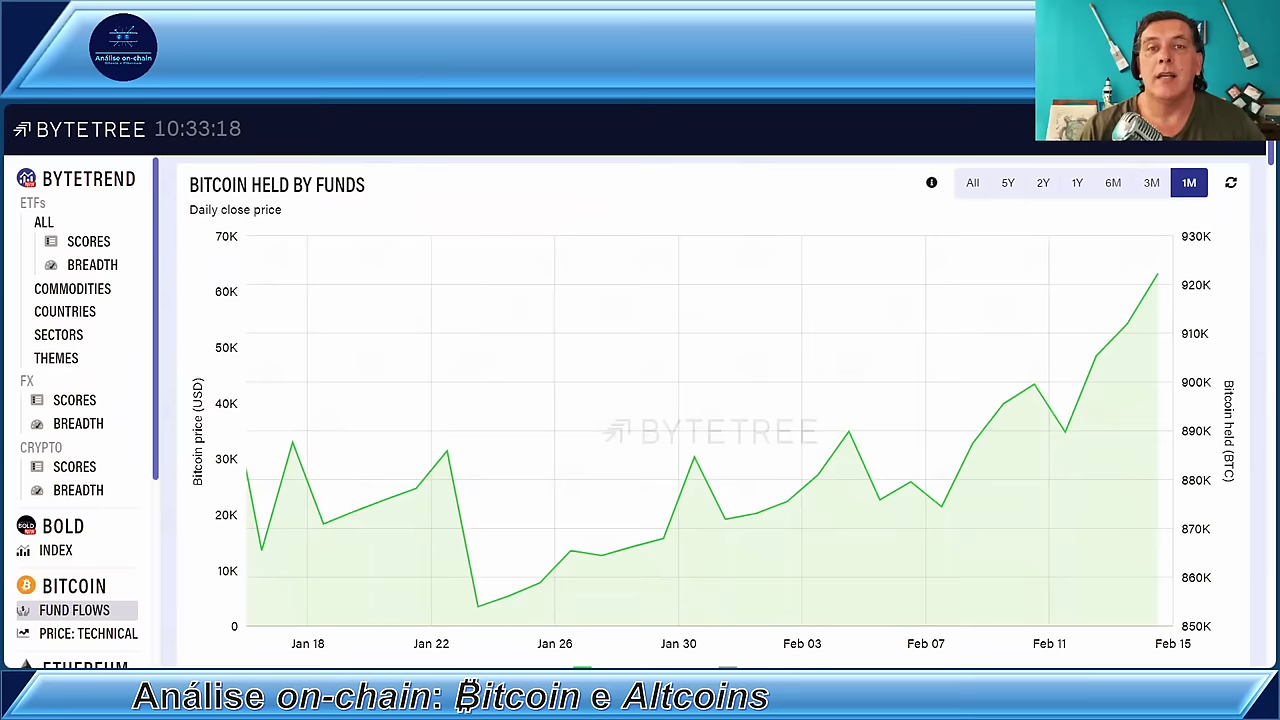 Análise on-chain
BYTETREE 10:33:18
BYTETREND
ETFs
ALL
SCORES
BREADTH
COMMODITIES
COUNTRIES
SECTORS
THEMES
FX
SCORES
BREADTH
CRYPTO
SCORES
BREADTH
BOLD
INDEX
BITCOIN
FUND FLOWS
PRICE: TECHNICAL
ETHEREUM
BITCOIN HELD BY FUNDS
Daily close price
All 5Y 2Y 1Y 6M 3M 1M
70K
60K
50K
40K
30K
20K
10K
0
Bitcoin price (USD)
BYTETREE
930K
920K
910K
900K
890K
880K
870K
860K
850K
Bitcoin held (BTC)
Jan 18 Jan 22 Jan 26 Jan 30 Feb 03 Feb 07 Feb 11 Feb 15
Análise on-chain: ₿itcoin e Altcoins